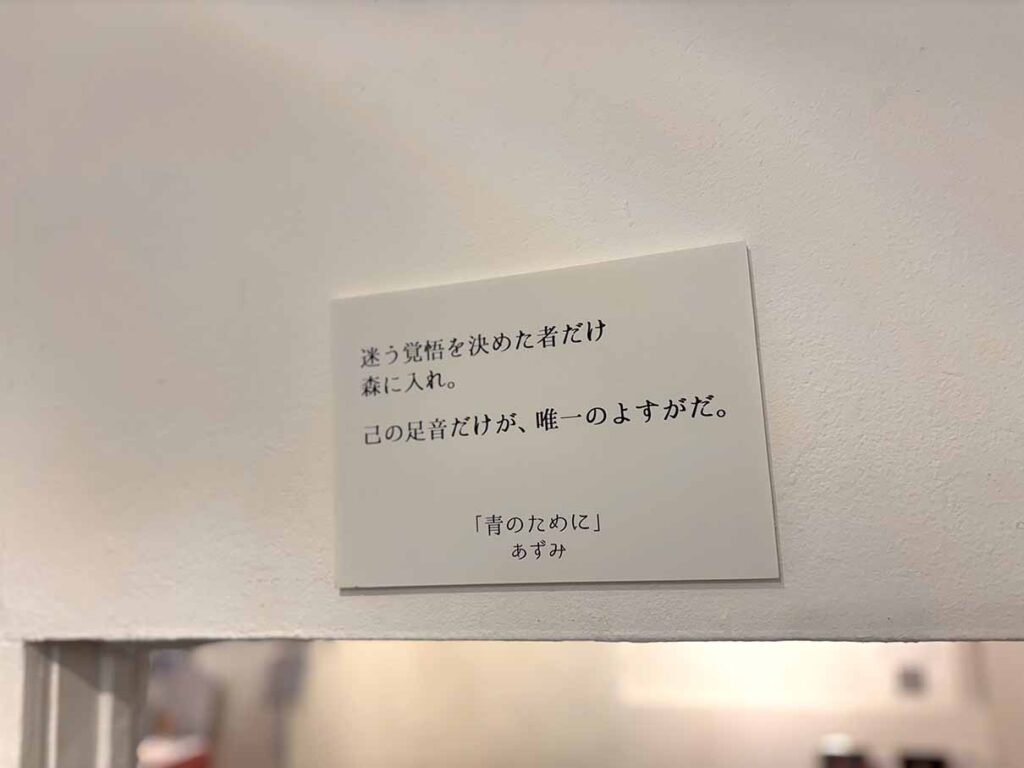 迷う覚悟を決めた者だけ
森に入れ。
己の足音だけが、唯一のよすがだ。
「青のために」
あずみ